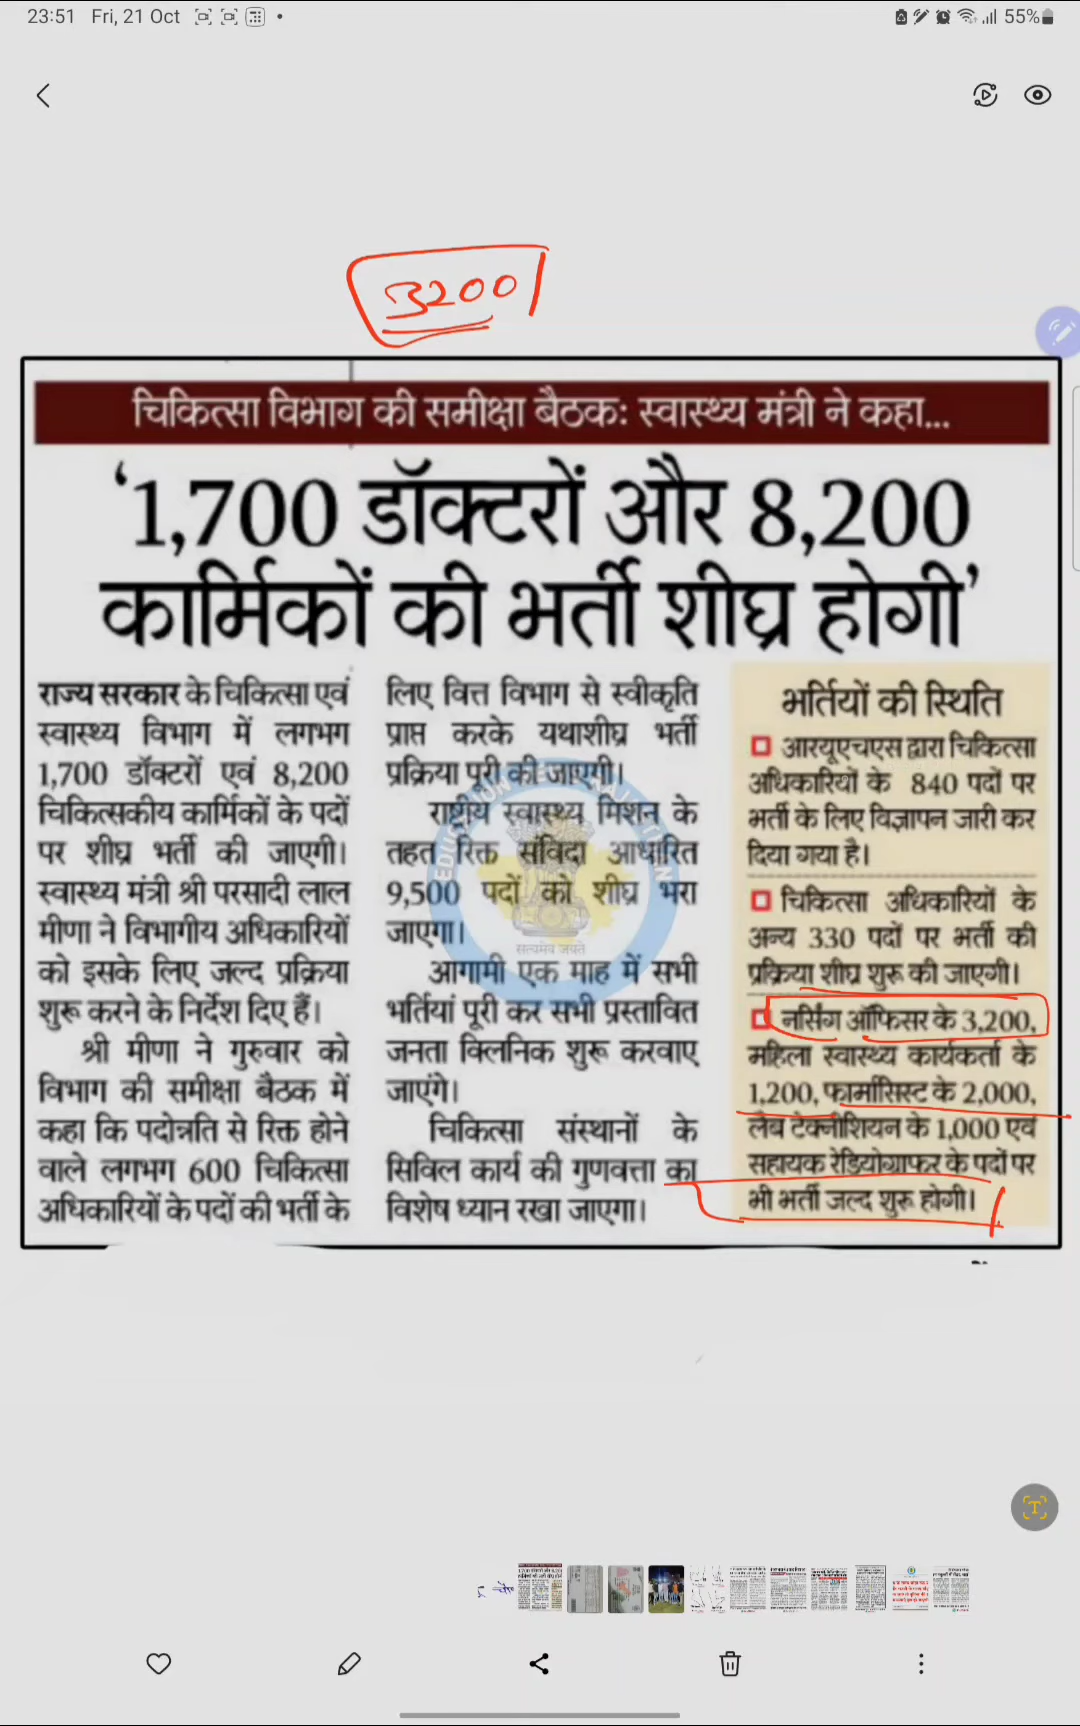 23:51 Fri, 21 Oct
55%
3200
चिकित्सा विभाग की समीक्षा बैठक: स्वास्थ्य मंत्री ने कहा...
‘1,700 डॉक्टरों और 8,200
कार्मिकों की भर्ती शीघ्र होगी’
राज्य सरकार के चिकित्सा एवं
स्वास्थ्य विभाग में लगभग
1,700 डॉक्टरों एवं 8,200
चिकित्सकीय कार्मिकों के पदों
पर शीघ्र भर्ती की जाएगी।
स्वास्थ्य मंत्री श्री परसादी लाल
मीणा ने विभागीय अधिकारियों
को इसके लिए जल्द प्रक्रिया
शुरू करने के निर्देश दिए हैं।
श्री मीणा ने गुरुवार को
विभाग की समीक्षा बैठक में
कहा कि पदोन्नति से रिक्त होने
वाले लगभग 600 चिकित्सा
अधिकारियों के पदों की भर्ती के
लिए वित्त विभाग से स्वीकृति
प्राप्त करके यथाशीघ्र भर्ती
प्रक्रिया पूरी की जाएगी।
राष्ट्रीय स्वास्थ्य मिशन के
तहत रिक्त संविदा आधारित
9,500 पदों को शीघ्र भरा
जाएगा।
आगामी एक माह में सभी
भर्तियां पूरी कर सभी प्रस्तावित
जनता क्लिनिक शुरू करवाए
जाएंगे।
चिकित्सा संस्थानों के
सिविल कार्य की गुणवत्ता का
विशेष ध्यान रखा जाएगा।
सत्यमेव जयते
भर्तियों की स्थिति
आरयूएचएस द्वारा चिकित्सा
अधिकारियों के 840 पदों पर
भर्ती के लिए विज्ञापन जारी कर
दिया गया है।
चिकित्सा अधिकारियों के
अन्य 330 पदों पर भर्ती की
प्रक्रिया शीघ्र शुरू की जाएगी।
नर्सिंग ऑफिसर के 3,200,
महिला स्वास्थ्य कार्यकर्ता के
1,200, फार्मासिस्ट के 2,000,
लैब टेक्नीशियन के 1,000 एवं
सहायक रेडियोग्राफर के पदों पर
भी भर्ती जल्द शुरू होगी।
T